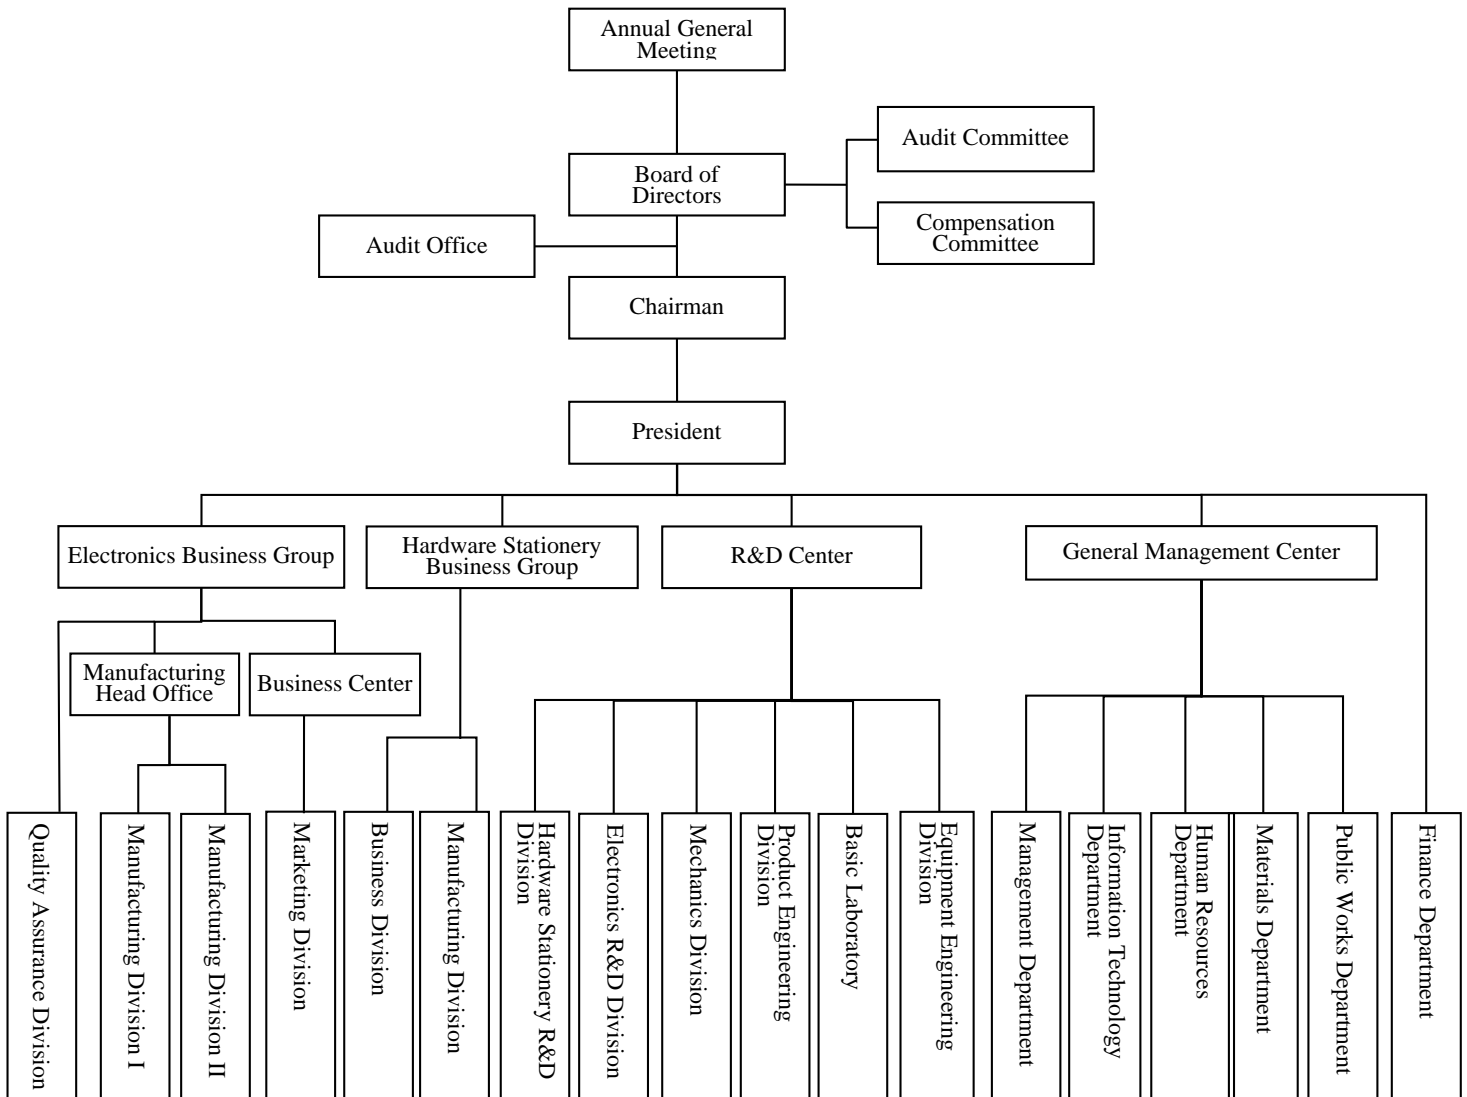 Annual General
Meeting
Audit Committee
Board of
Directors
Compensation
Committee
Audit Office
Chairman
President
Electronics Business Group
Hardware Stationery
Business Group
R&D Center
General Management Center
Manufacturing
Head Office
Business Center
Quality Assurance Division
Manufacturing Division I
Manufacturing Division II
Marketing Division
Business Division
Manufacturing Division
Hardware Stationery R&D
Division
Electronics R&D Division
Mechanics Division
Product Engineering
Division
Basic Laboratory
Equipment Engineering
Division
Management Department
Information Technology
Department
Human Resources
Department
Materials Department
Public Works Department
Finance Department